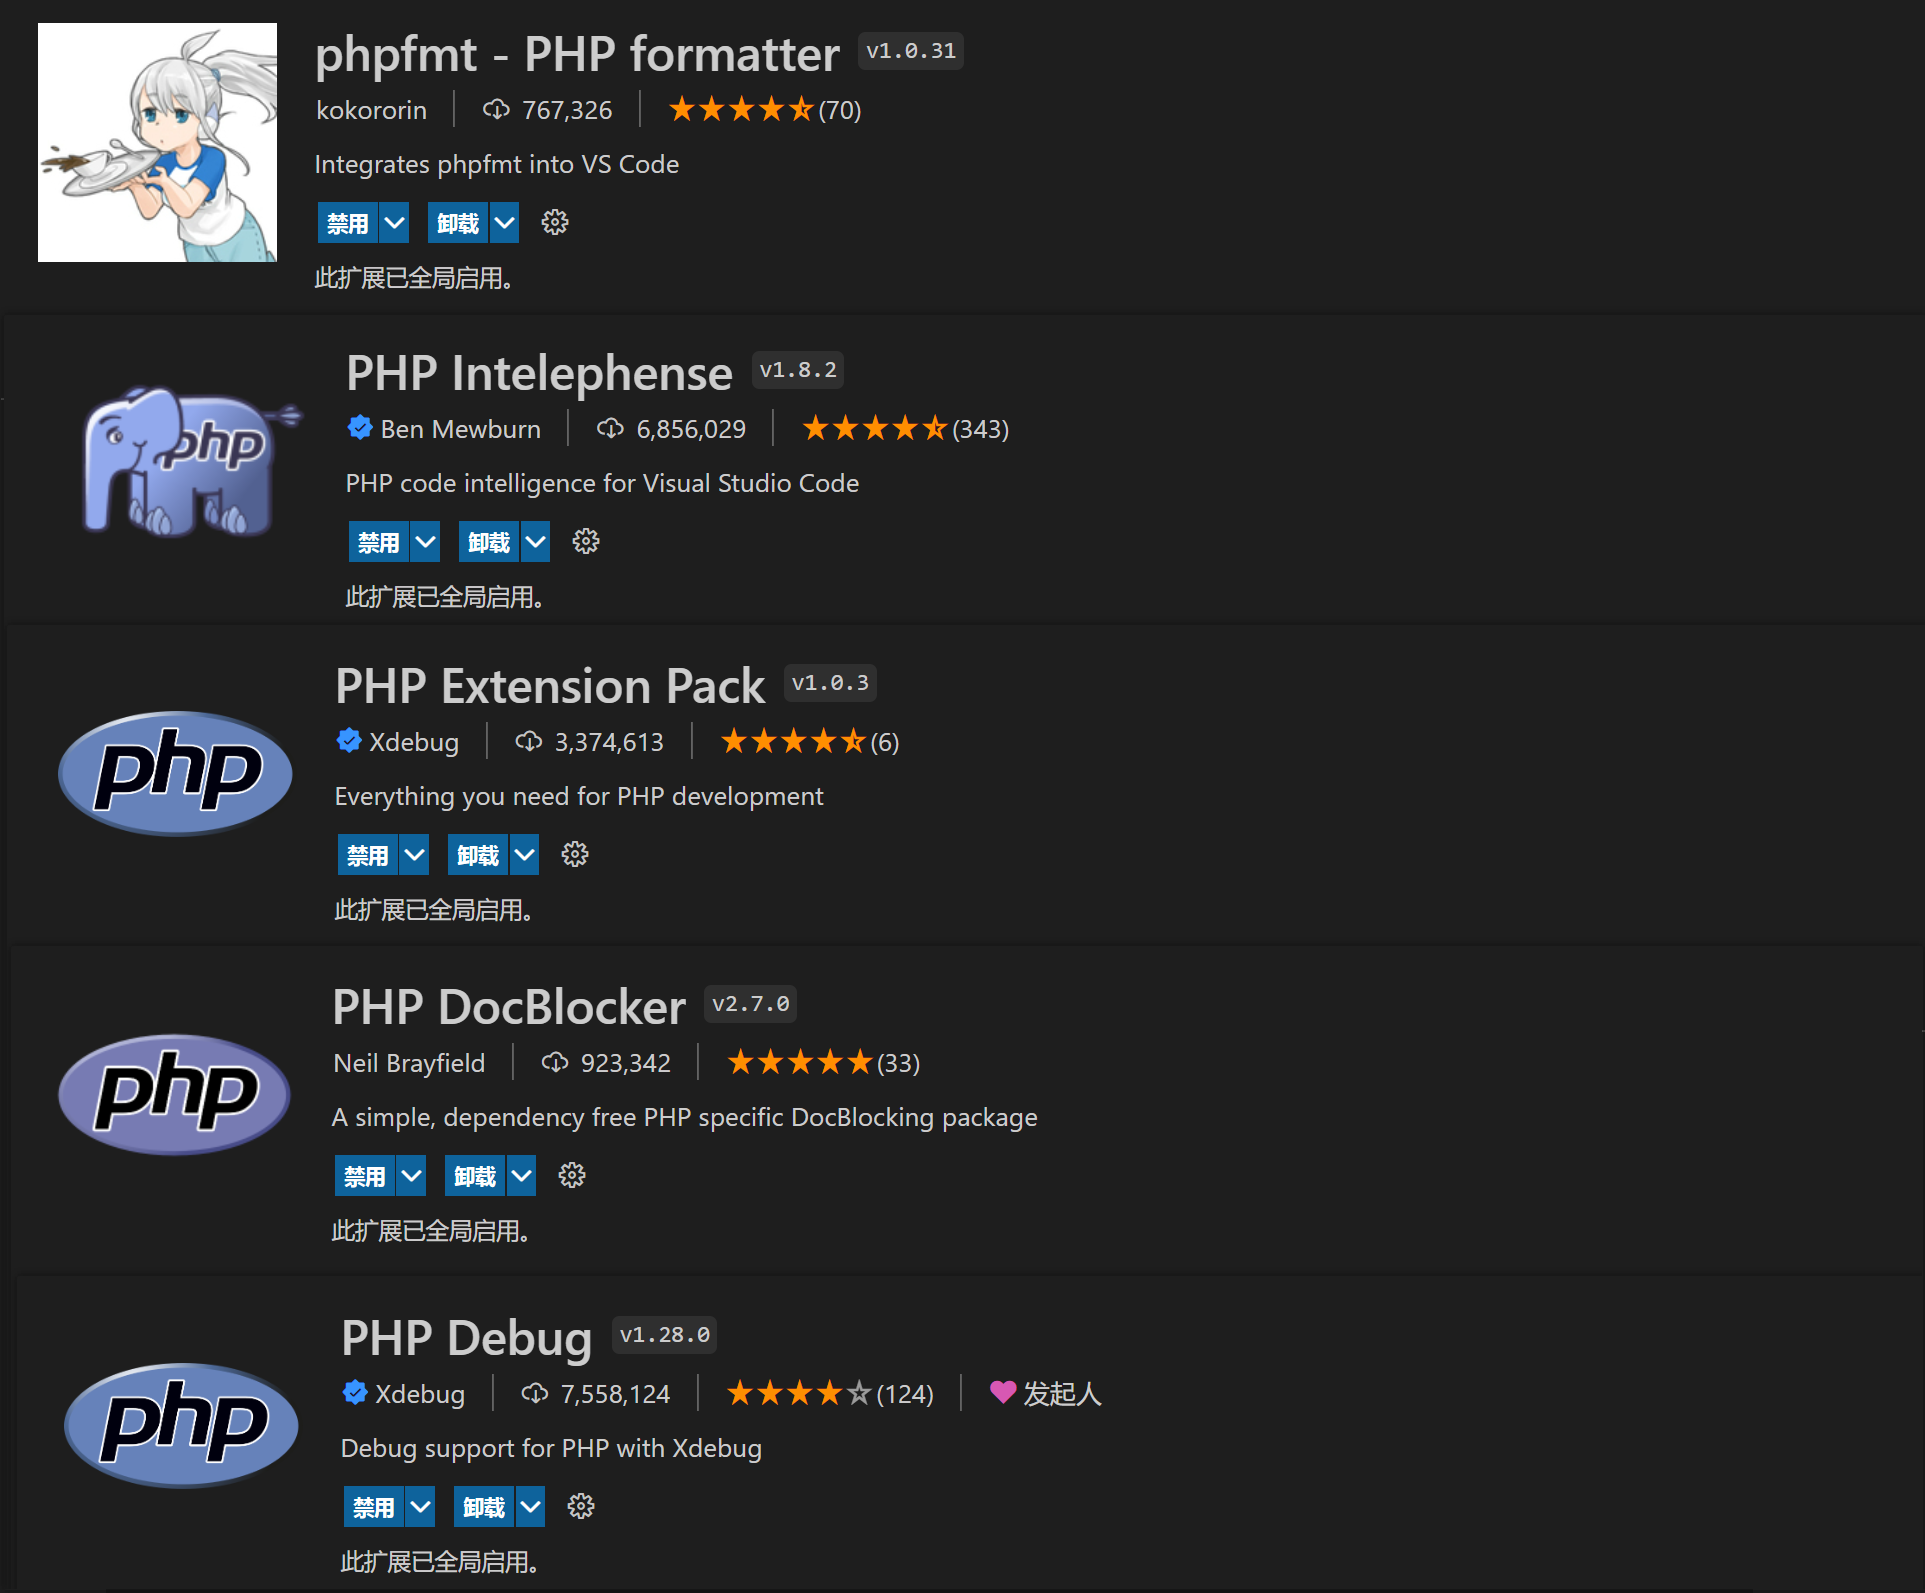 phpfmt - PHP formatter v1.0.31
kokororin 767,326 (70)
Integrates phpfmt into VS Code
禁用 卸载
此扩展已全局启用。
php
PHP Intelephense v1.8.2
Ben Mewburn 6,856,029 (343)
PHP code intelligence for Visual Studio Code
禁用 卸载
此扩展已全局启用。
php
PHP Extension Pack v1.0.3
Xdebug 3,374,613 (6)
Everything you need for PHP development
禁用 卸载
此扩展已全局启用。
php
PHP DocBlocker v2.7.0
Neil Brayfield 923,342 (33)
A simple, dependency free PHP specific DocBlocking package
禁用 卸载
此扩展已全局启用。
php
PHP Debug v1.28.0
Xdebug 7,558,124 (124) 发起人
Debug support for PHP with Xdebug
禁用 卸载
此扩展已全局启用。